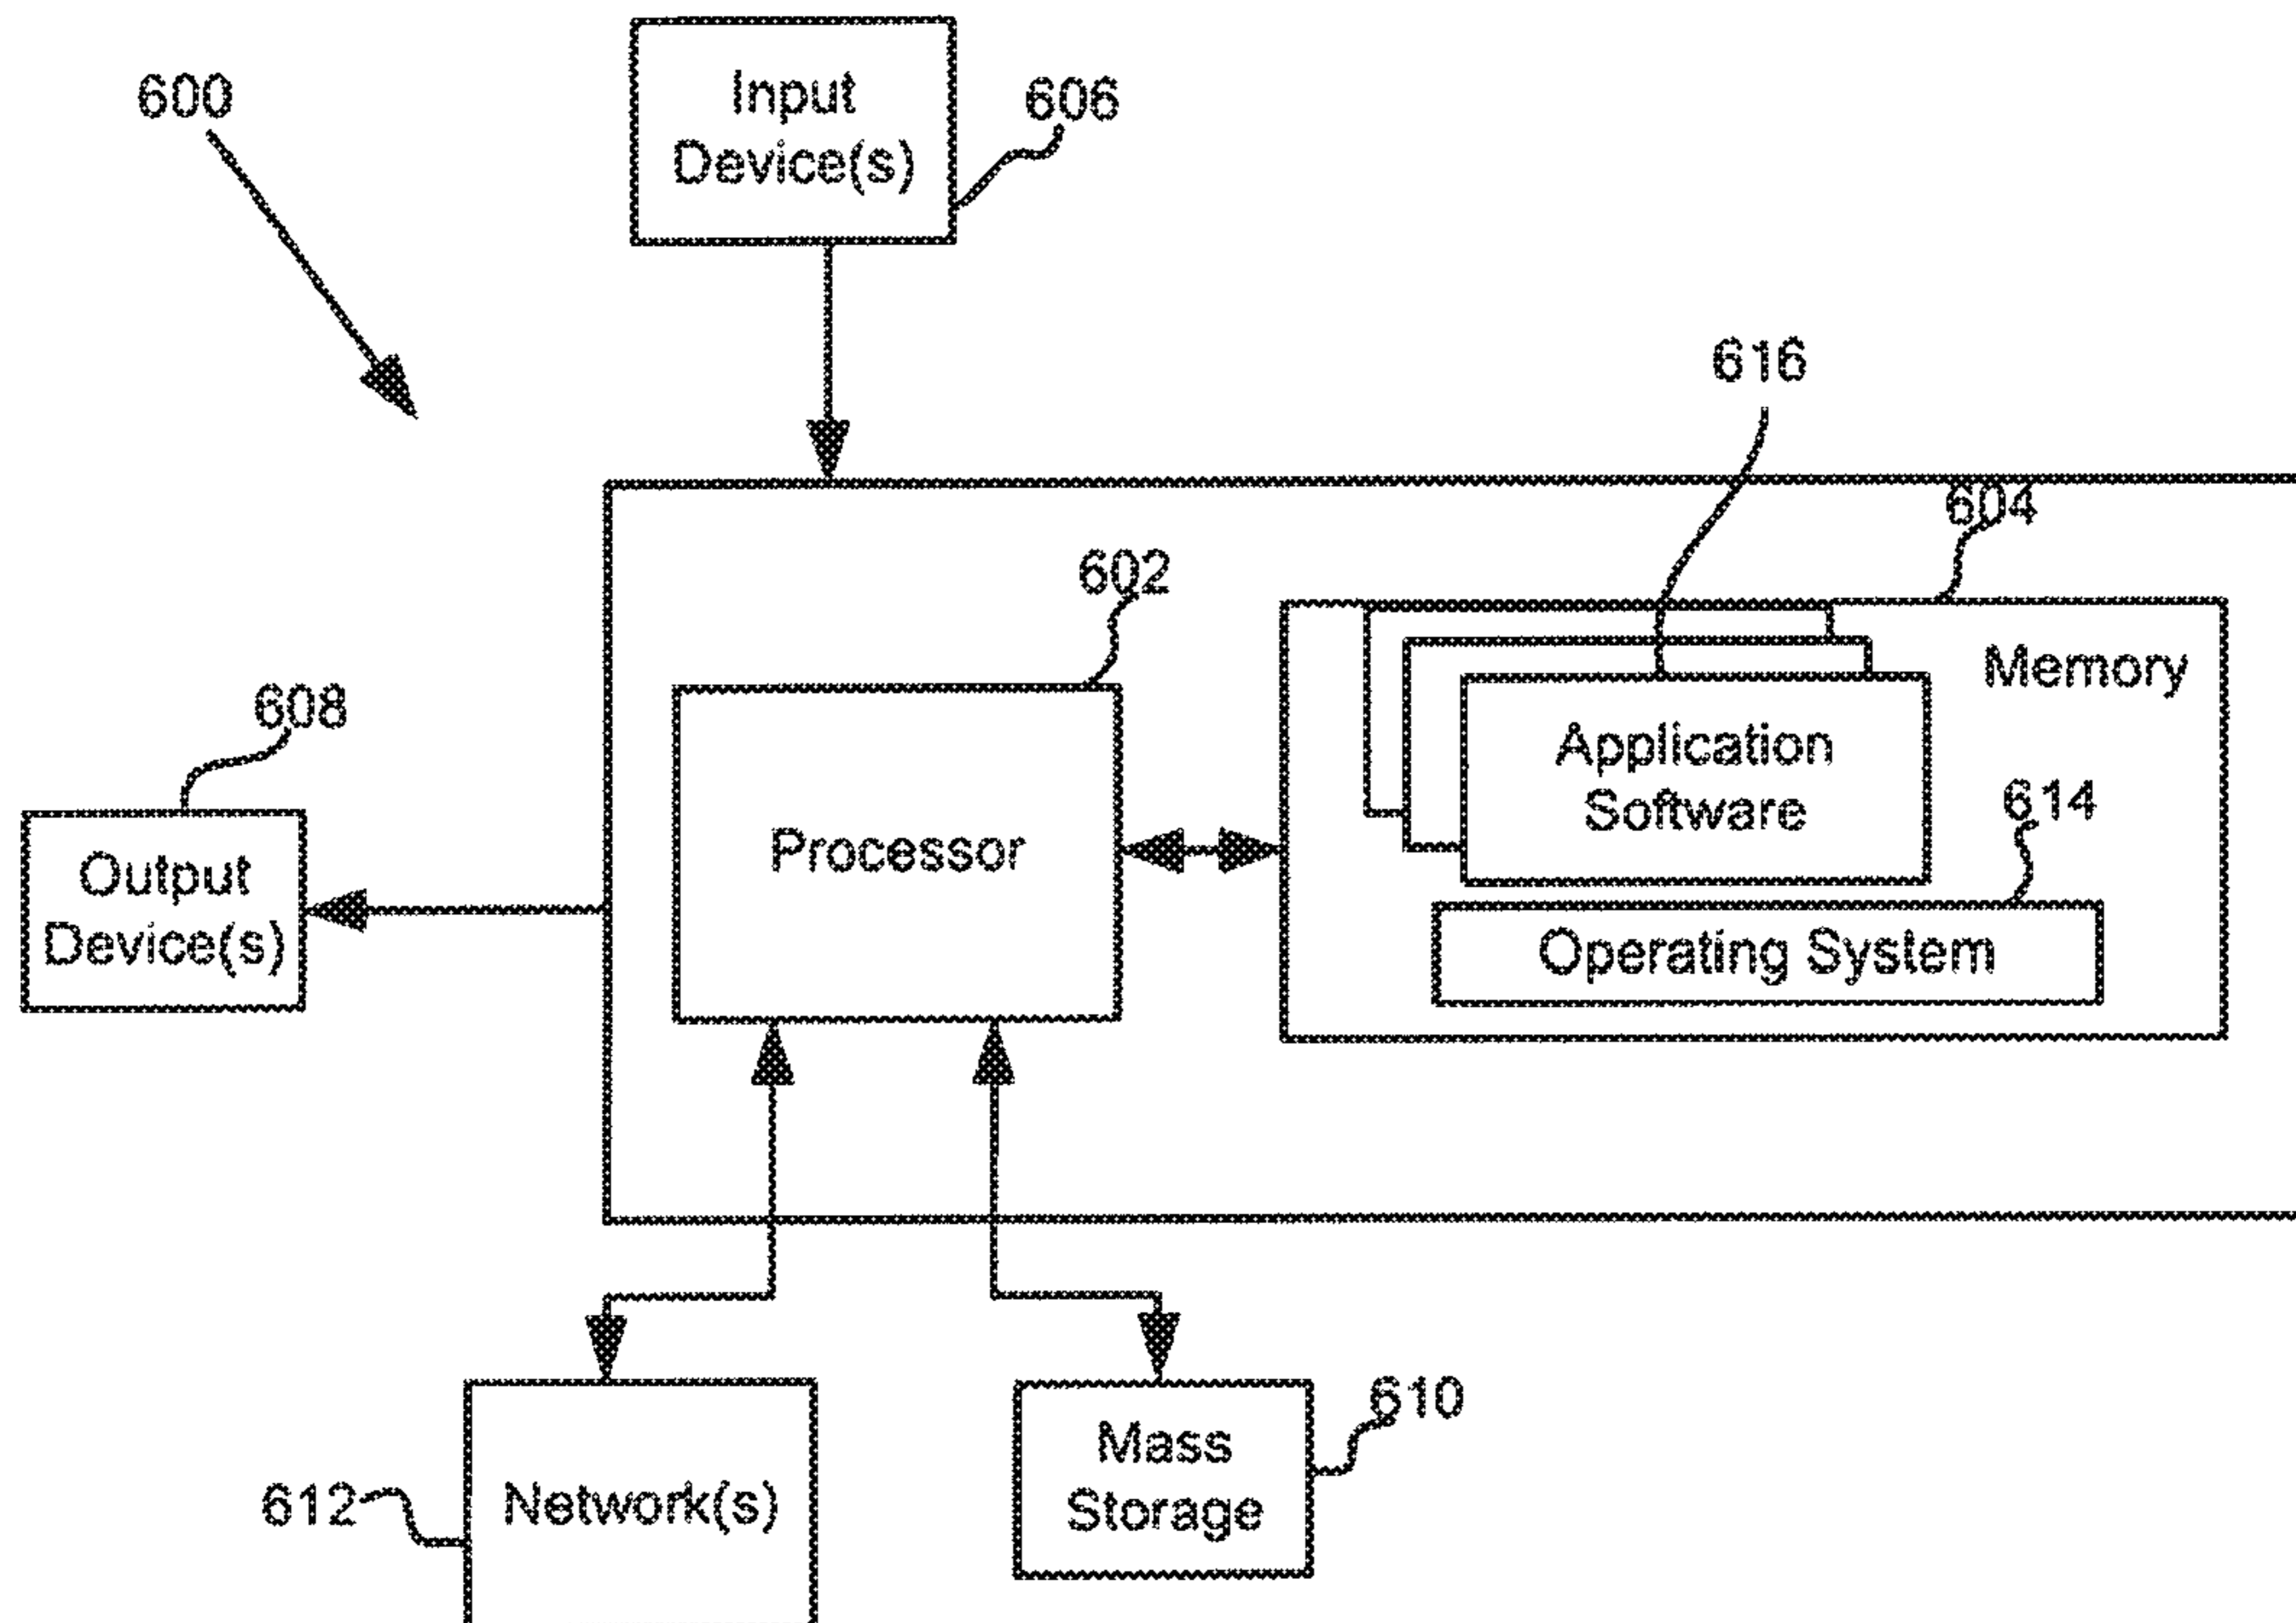 600
Input
Device(s)
606
616
604
602
Memory
608
Application
Software
614
Processor
Output
Device(s)
Operating System
610
Mass
Storage
612
Network(s)